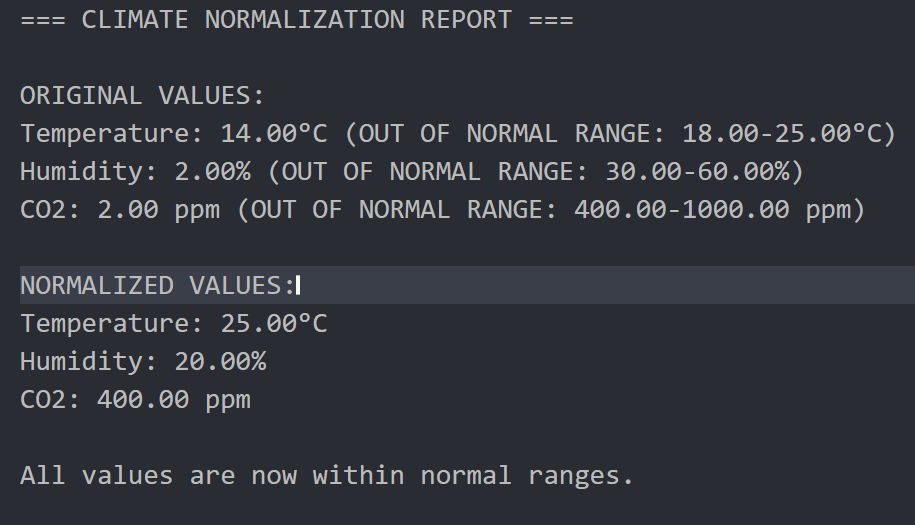 === CLIMATE NORMALIZATION REPORT ===
ORIGINAL VALUES:
Temperature: 14.00°C (OUT OF NORMAL RANGE: 18.00-25.00°C)
Humidity: 2.00% (OUT OF NORMAL RANGE: 30.00-60.00%)
CO2: 2.00 ppm (OUT OF NORMAL RANGE: 400.00-1000.00 ppm)
NORMALIZED VALUES:
Temperature: 25.00°C
Humidity: 20.00%
CO2: 400.00 ppm
All values are now within normal ranges.